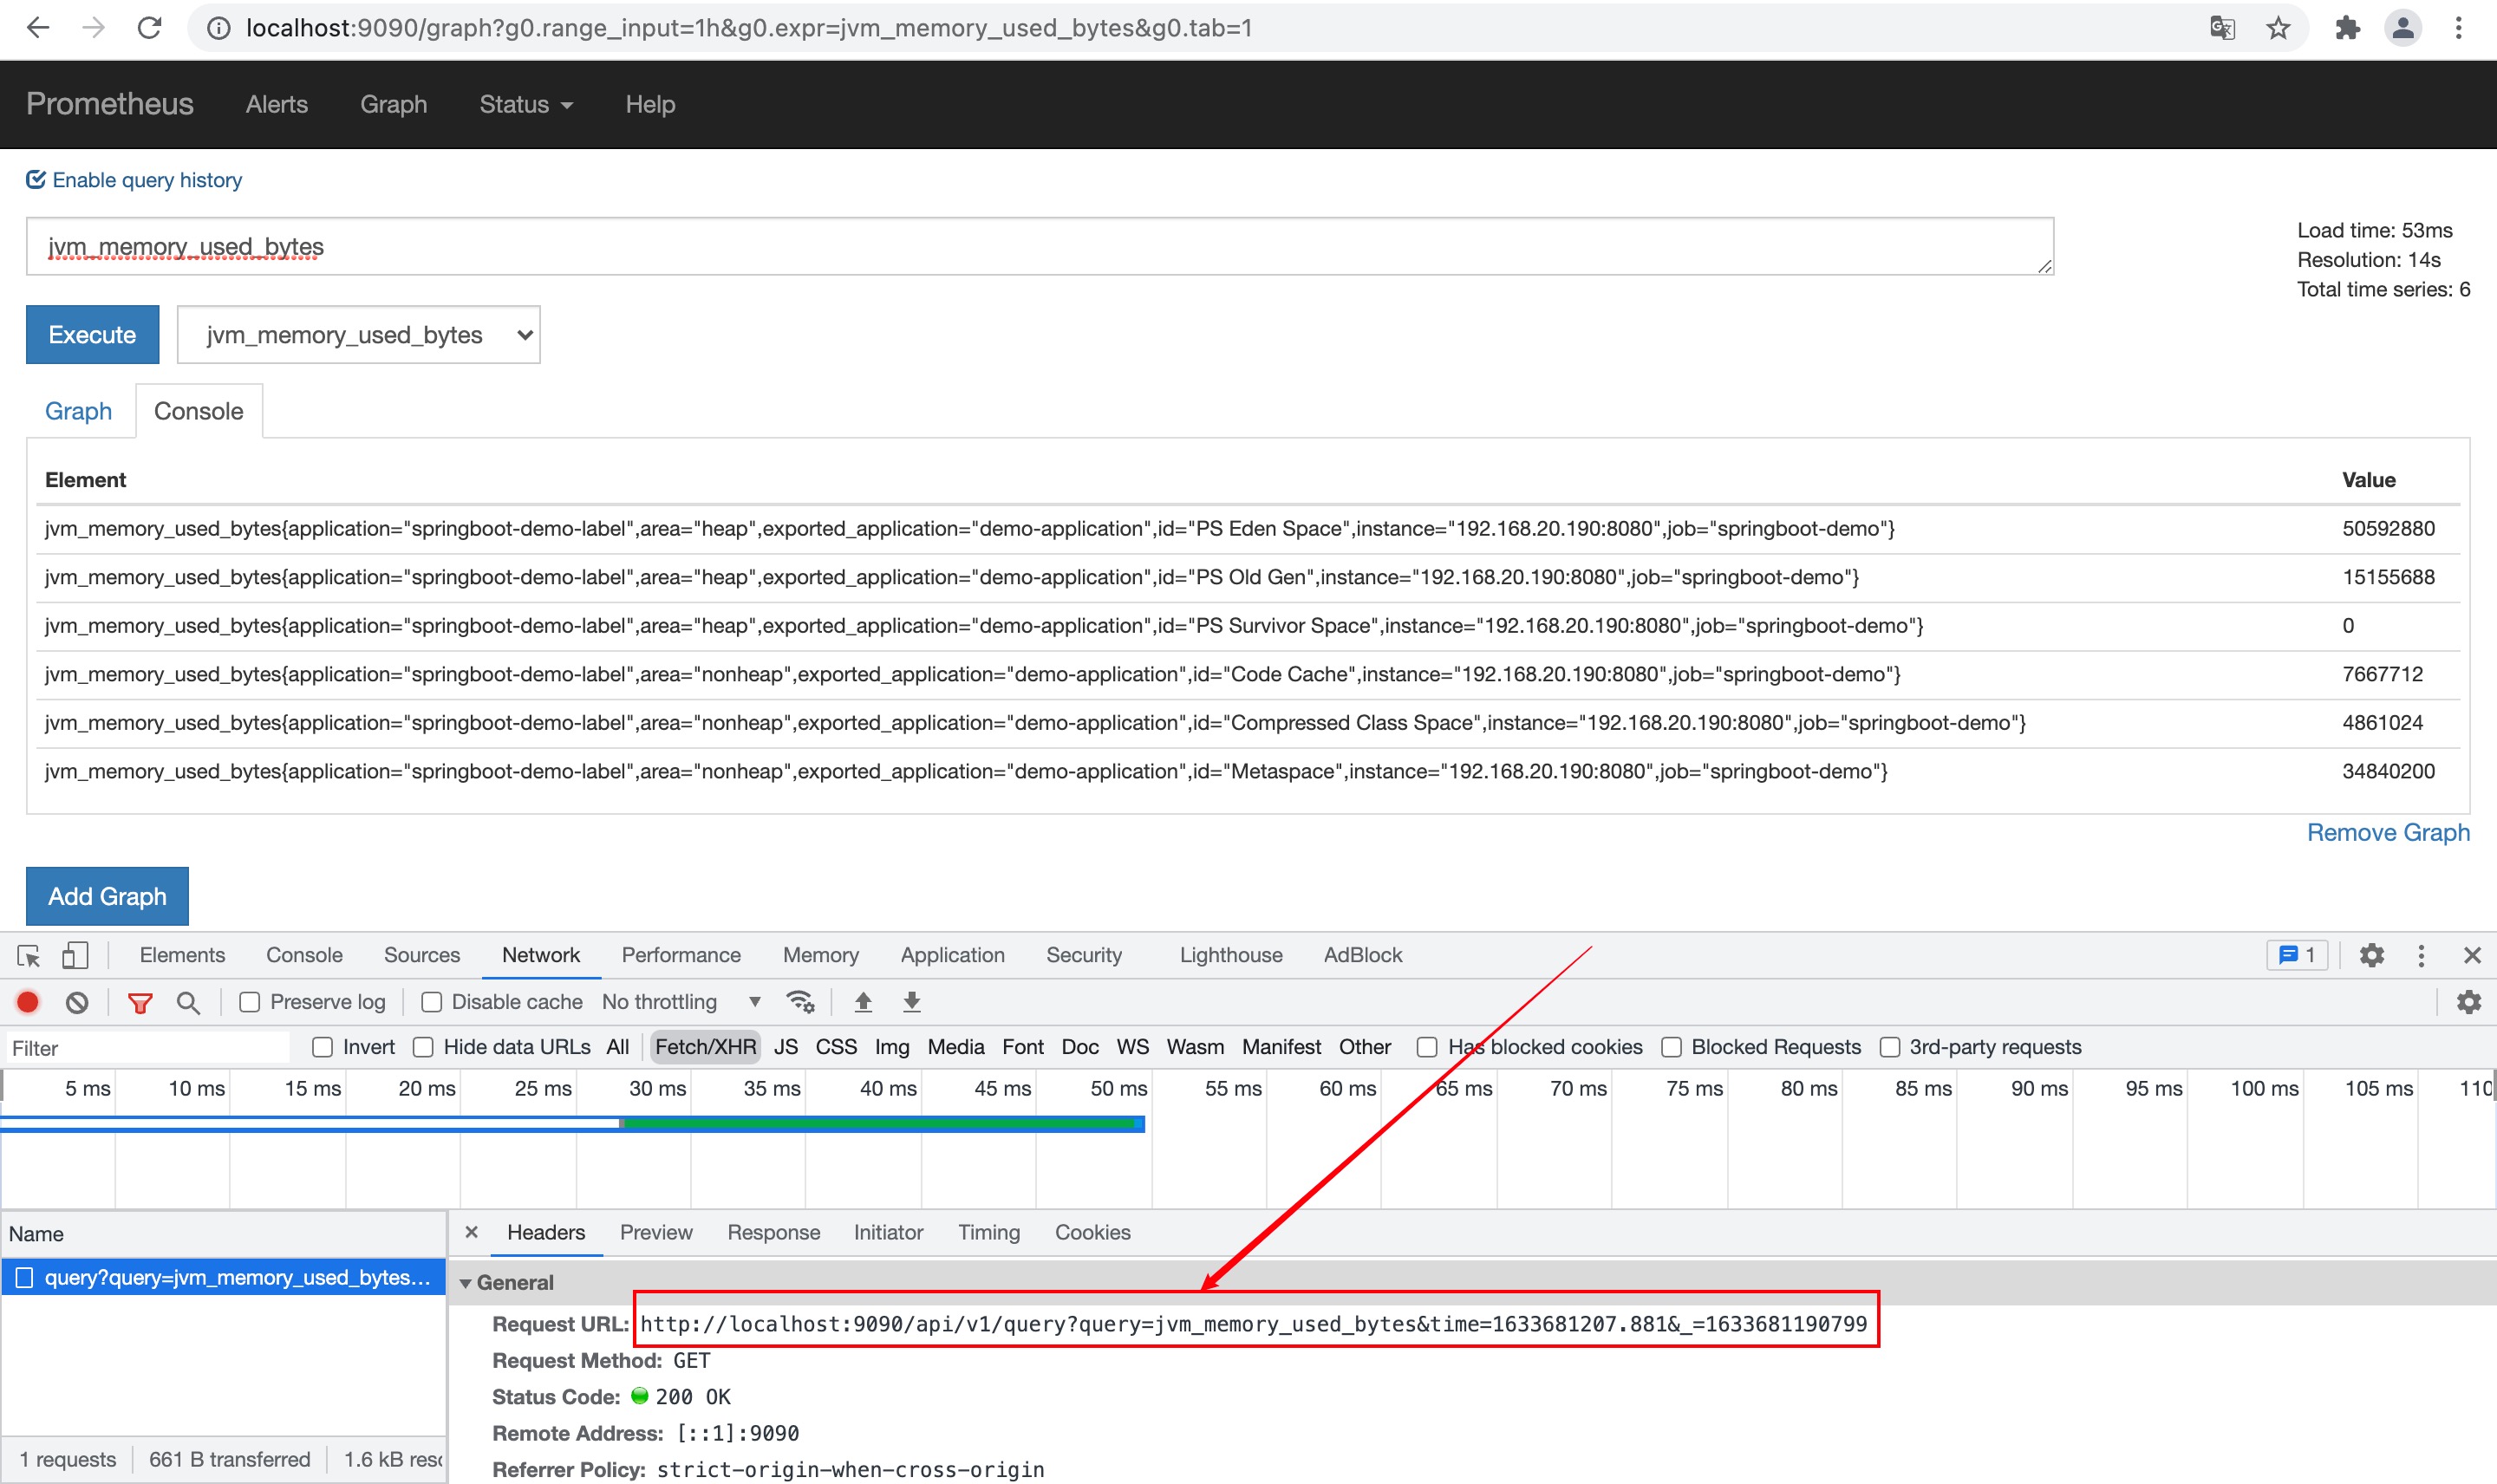 localhost:9090/graph?g0.range_input=1h&g0.expr=jvm_memory_used_bytes&g0.tab=1
Prometheus Alerts Graph Status Help
Enable query history
jvm_memory_used_bytes
Load time: 53ms
Resolution: 14s
Total time series: 6
Execute jvm_memory_used_bytes
Graph Console
Element Value
jvm_memory_used_bytes{application="springboot-demo-label",area="heap",exported_application="demo-application",id="PS Eden Space",instance="192.168.20.190:8080",job="springboot-demo"} 50592880
jvm_memory_used_bytes{application="springboot-demo-label",area="heap",exported_application="demo-application",id="PS Old Gen",instance="192.168.20.190:8080",job="springboot-demo"} 15155688
jvm_memory_used_bytes{application="springboot-demo-label",area="heap",exported_application="demo-application",id="PS Survivor Space",instance="192.168.20.190:8080",job="springboot-demo"} 0
jvm_memory_used_bytes{application="springboot-demo-label",area="nonheap",exported_application="demo-application",id="Code Cache",instance="192.168.20.190:8080",job="springboot-demo"} 7667712
jvm_memory_used_bytes{application="springboot-demo-label",area="nonheap",exported_application="demo-application",id="Compressed Class Space",instance="192.168.20.190:8080",job="springboot-demo"} 4861024
jvm_memory_used_bytes{application="springboot-demo-label",area="nonheap",exported_application="demo-application",id="Metaspace",instance="192.168.20.190:8080",job="springboot-demo"} 34840200
Remove Graph
Add Graph
Elements Console Sources Network Performance Memory Application Security Lighthouse AdBlock 1
Preserve log Disable cache No throttling
Filter Invert Hide data URLs All Fetch/XHR JS CSS Img Media Font Doc WS Wasm Manifest Other Has blocked cookies Blocked Requests 3rd-party requests
5 ms 10 ms 15 ms 20 ms 25 ms 30 ms 35 ms 40 ms 45 ms 50 ms 55 ms 60 ms 65 ms 70 ms 75 ms 80 ms 85 ms 90 ms 95 ms 100 ms 105 ms 110
Name Headers Preview Response Initiator Timing Cookies
query?query=jvm_memory_used_bytes…
General
Request URL: http://localhost:9090/api/v1/query?query=jvm_memory_used_bytes&time=1633681207.881&_=1633681190799
Request Method: GET
Status Code: 200 OK
Remote Address: [::1]:9090
1 requests 661 B transferred 1.6 kB reso
Referrer Policy: strict-origin-when-cross-origin